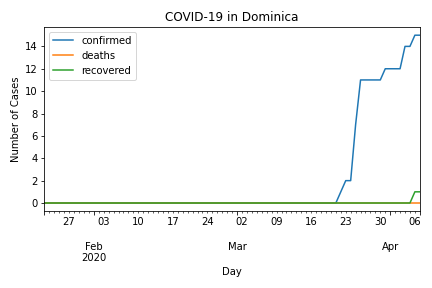 COVID-19 in Dominica
confirmed
deaths
recovered
Number of Cases
14
12
10
8
6
4
2
0
27 03 10 17 24 02 09 16 23 30 06
Feb Mar Apr
2020
Day